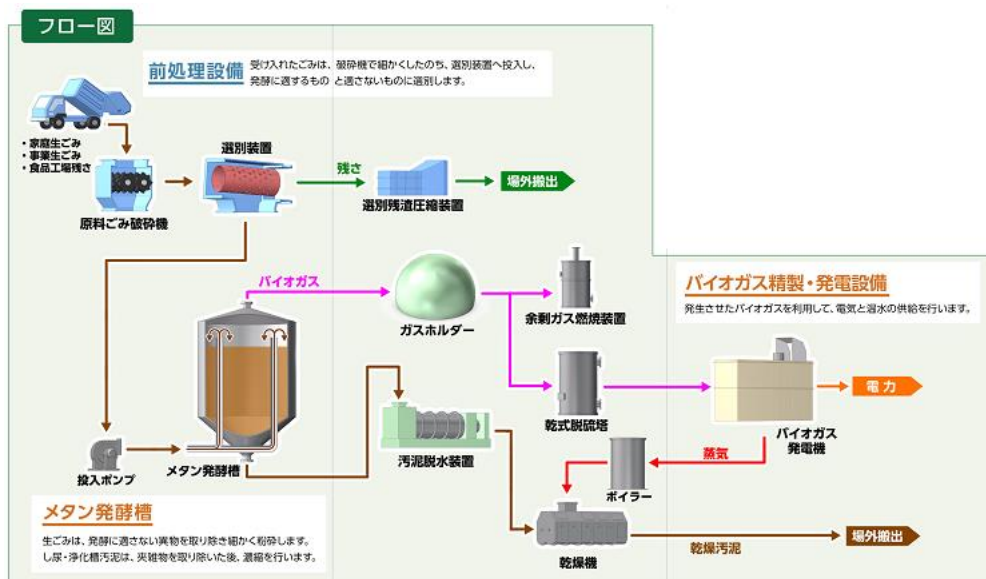 フロー図
前処理設備
受け入れたごみは、破砕機で細かくしたのち、選別装置へ投入し、
発酵に適するもの と適さないものに選別します。
・家庭生ごみ
・事業生ごみ
・食品工場残さ
原料ごみ破砕機
選別装置
残さ
選別残渣圧縮装置
場外搬出
バイオガス
ガスホルダー
余剰ガス燃焼装置
バイオガス精製・発電設備
発生させたバイオガスを利用して、電気と温水の供給を行います。
乾式脱硫塔
電力
バイオガス
発電機
投入ポンプ
メタン発酵槽
汚泥脱水装置
蒸気
ボイラー
メタン発酵槽
生ごみは、発酵に適さない異物を取り除き細かく粉砕します。
し尿・浄化槽汚泥は、夾雑物を取り除いた後、濃縮を行います。
乾燥機
乾燥汚泥
場外搬出